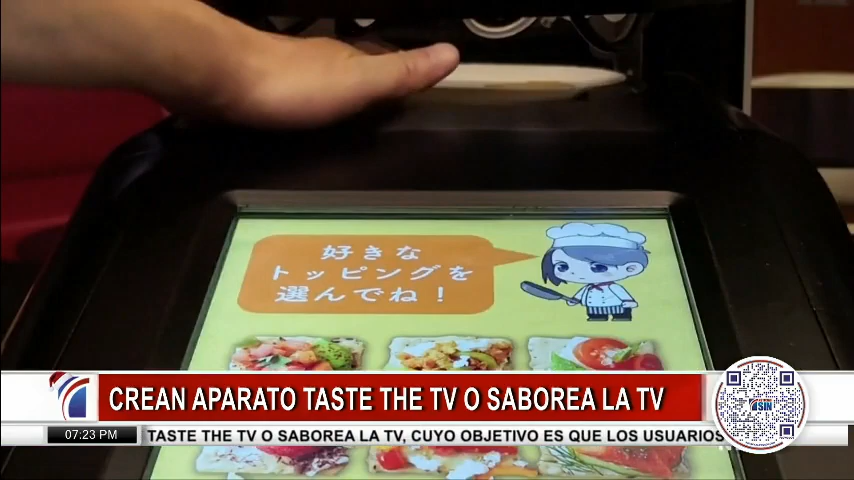 好きな
トッピングを
選んでね！
CREAN APARATO TASTE THE TV O SABOREA LA TV
07:23 PM
TASTE THE TV O SABOREA LA TV, CUYO OBJETIVO ES QUE LOS USUARIOS
SIN